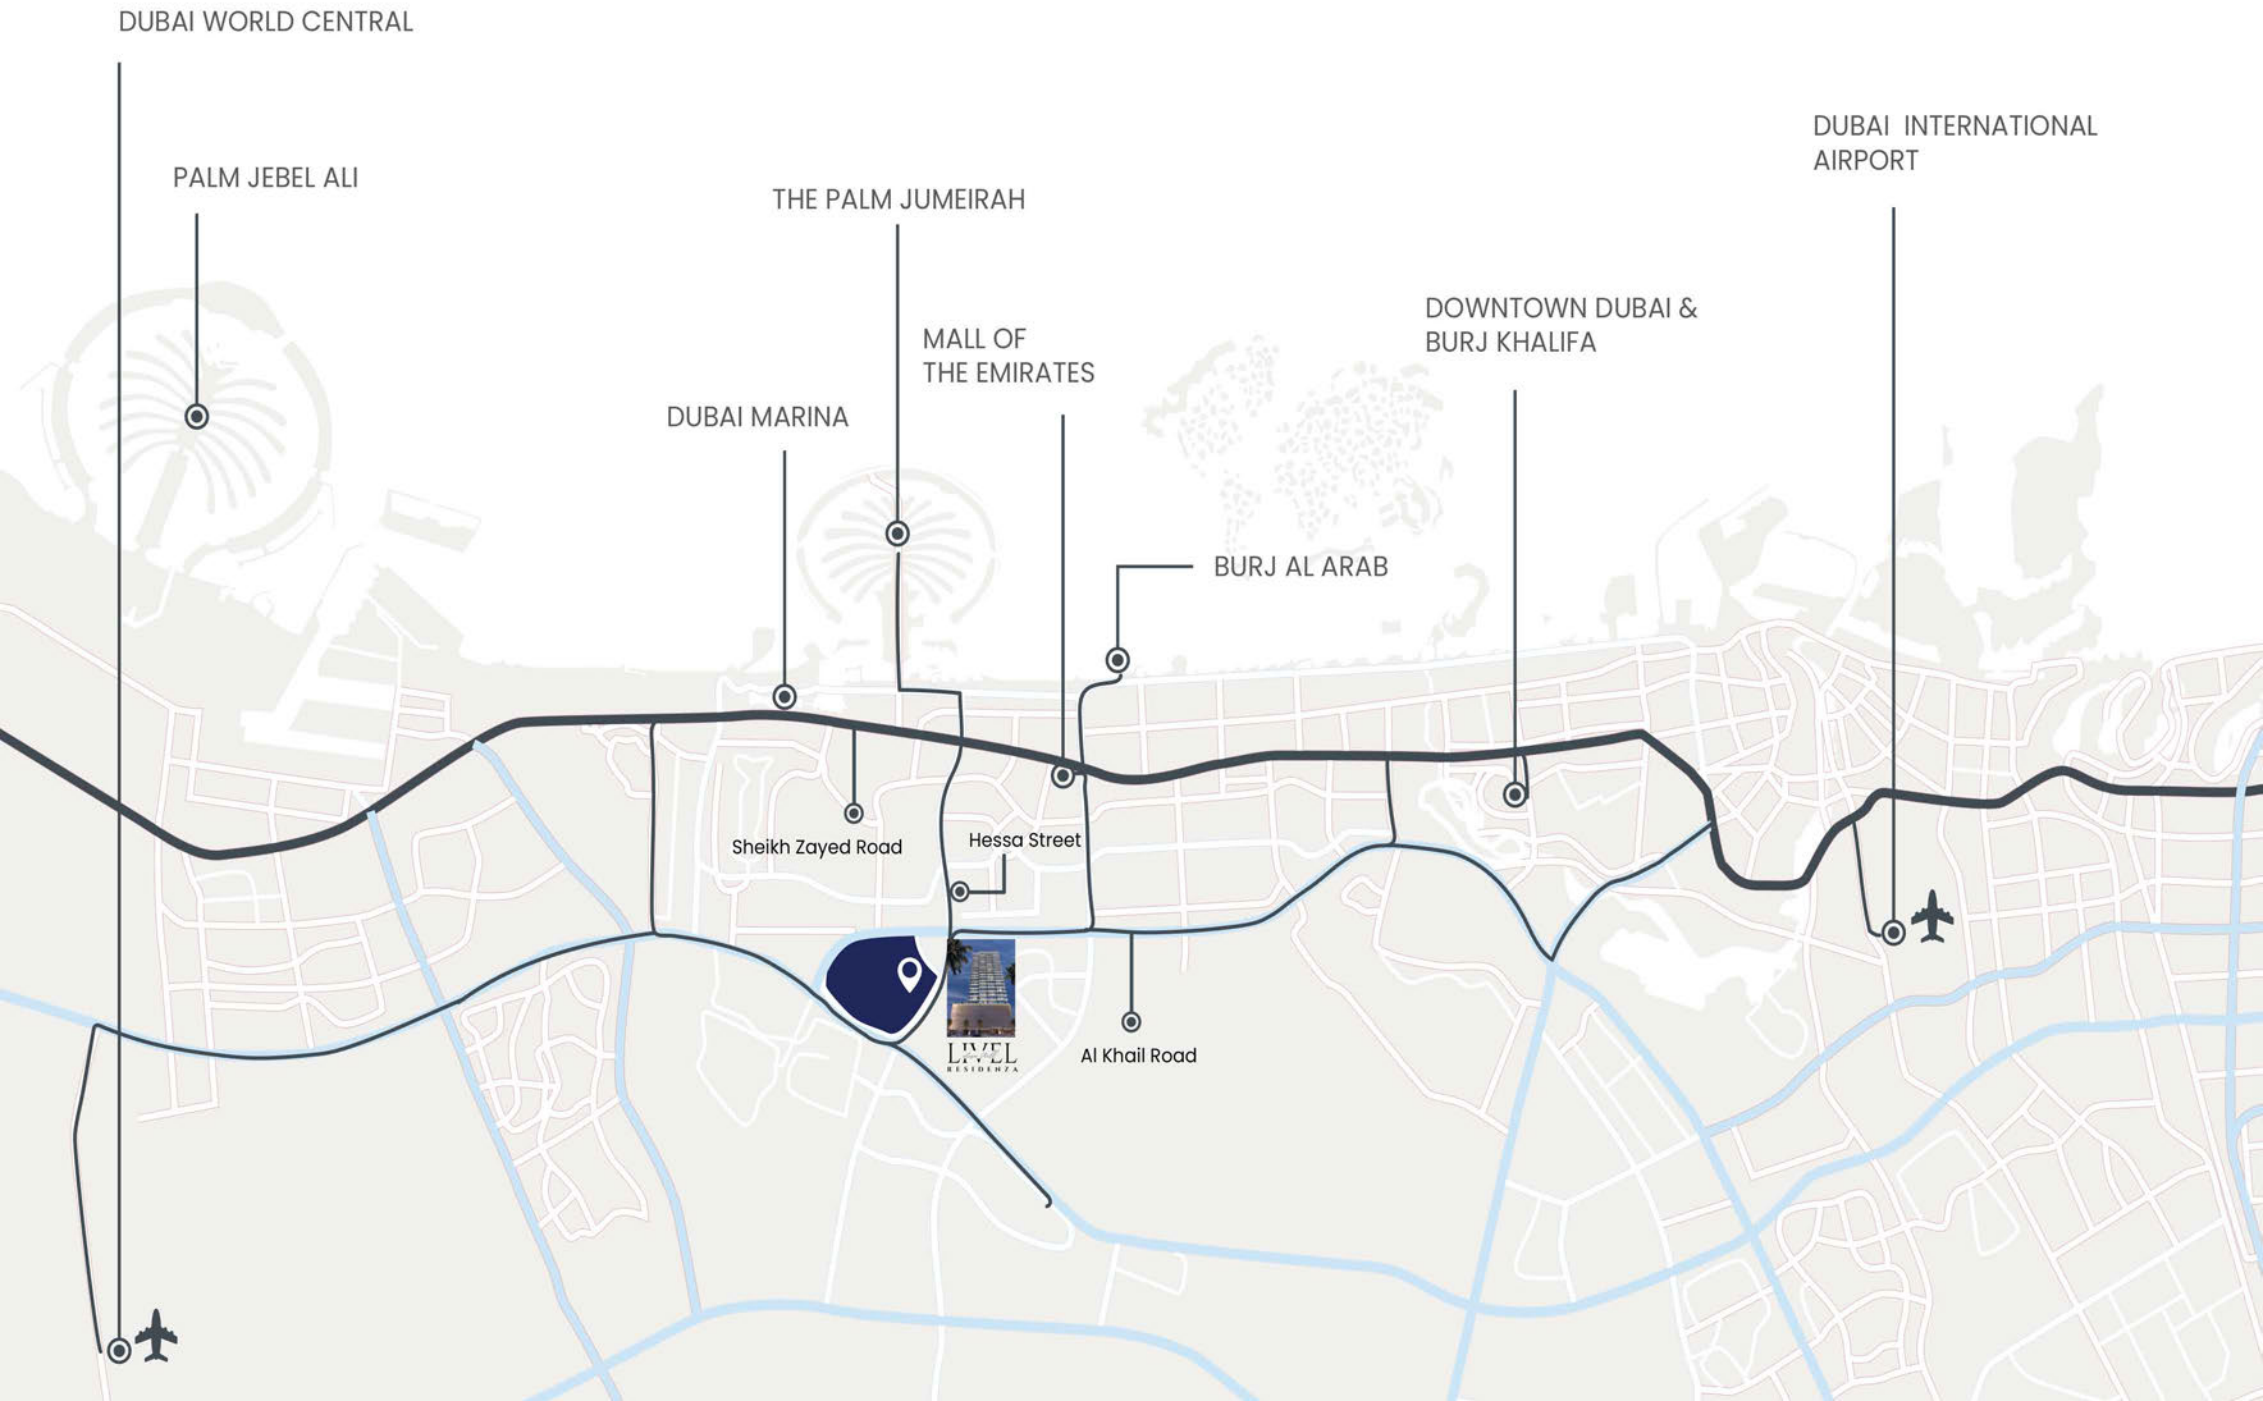 DUBAI WORLD CENTRAL
DUBAI INTERNATIONAL
AIRPORT
PALM JEBEL ALI
THE PALM JUMEIRAH
DOWNTOWN DUBAI &
BURJ KHALIFA
MALL OF
THE EMIRATES
DUBAI MARINA
BURJ AL ARAB
Sheikh Zayed Road
Hessa Street
LIVEL
RESIDENZA
Al Khail Road